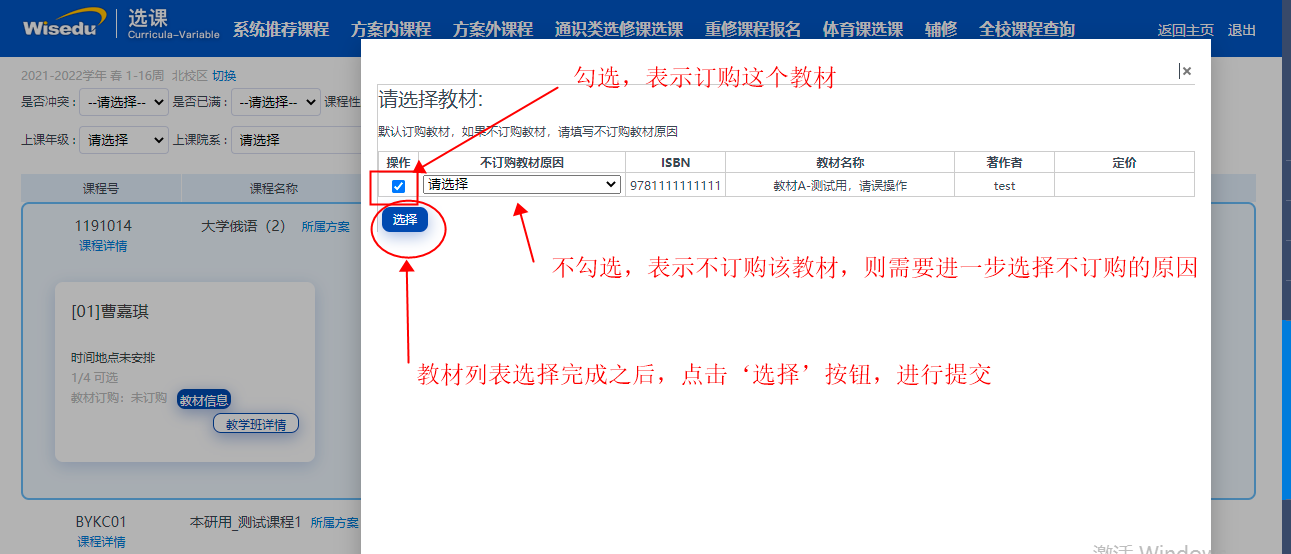 Wisedu 选课
Curricula-Variable
系统推荐课程 方案内课程 方案外课程 通识类选修课选课 重修课程报名 体育课选课 辅修 全校课程查询 返回主页 退出
2021-2022学年 春 1-16周 北校区 切换
是否冲突 : --请选择-- 是否已满 : --请选择-- 课程性
上课年级 : 请选择 上课院系 : 请选择
课程号 课程名称
1191014 大学俄语（2） 所属方案
课程详情
[01]曹嘉琪
时间地点未安排
1/4 可选
教材订购：未订购 教材信息
教学班详情
BYKC01 本研用_测试课程1 所属方案
课程详情
×
勾选，表示订购这个教材
请选择教材:
默认订购教材，如果不订购教材，请填写不订购教材原因
操作 不订购教材原因 ISBN 教材名称 著作者 定价
请选择 9781111111111 教材A-测试用，请误操作 test
选择
不勾选，表示不订购该教材，则需要进一步选择不订购的原因
教材列表选择完成之后，点击‘选择’按钮，进行提交
激活 Window